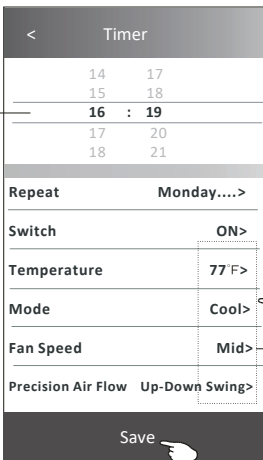 < Timer
14 17
15 18
16 : 19
17 20
18 21
Repeat Monday....>
Switch ON>
Temperature 77°F>
Mode Cool>
Fan Speed Mid>
Precision Air Flow Up-Down Swing>
Save